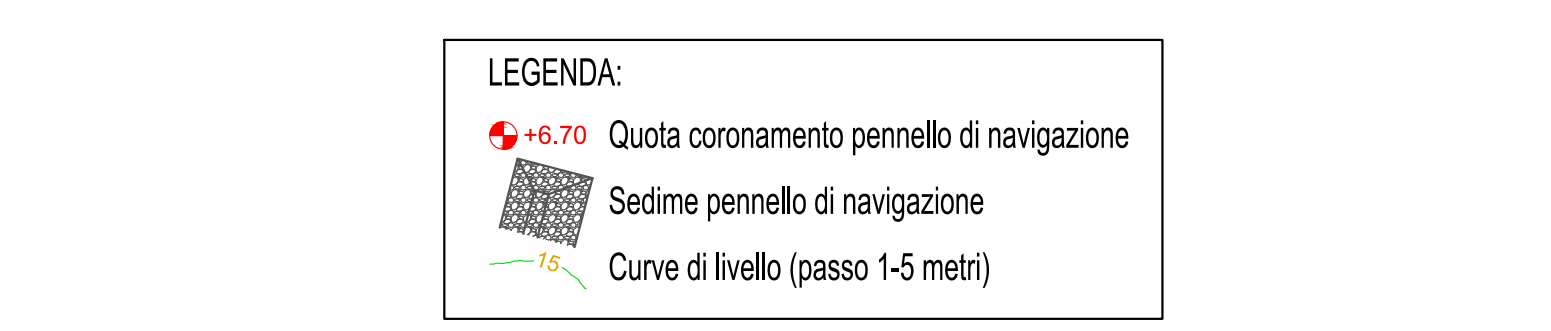 LEGENDA:
+6.70 Quota coronamento pennello di navigazione
Sedime pennello di navigazione
15 Curve di livello (passo 1-5 metri)